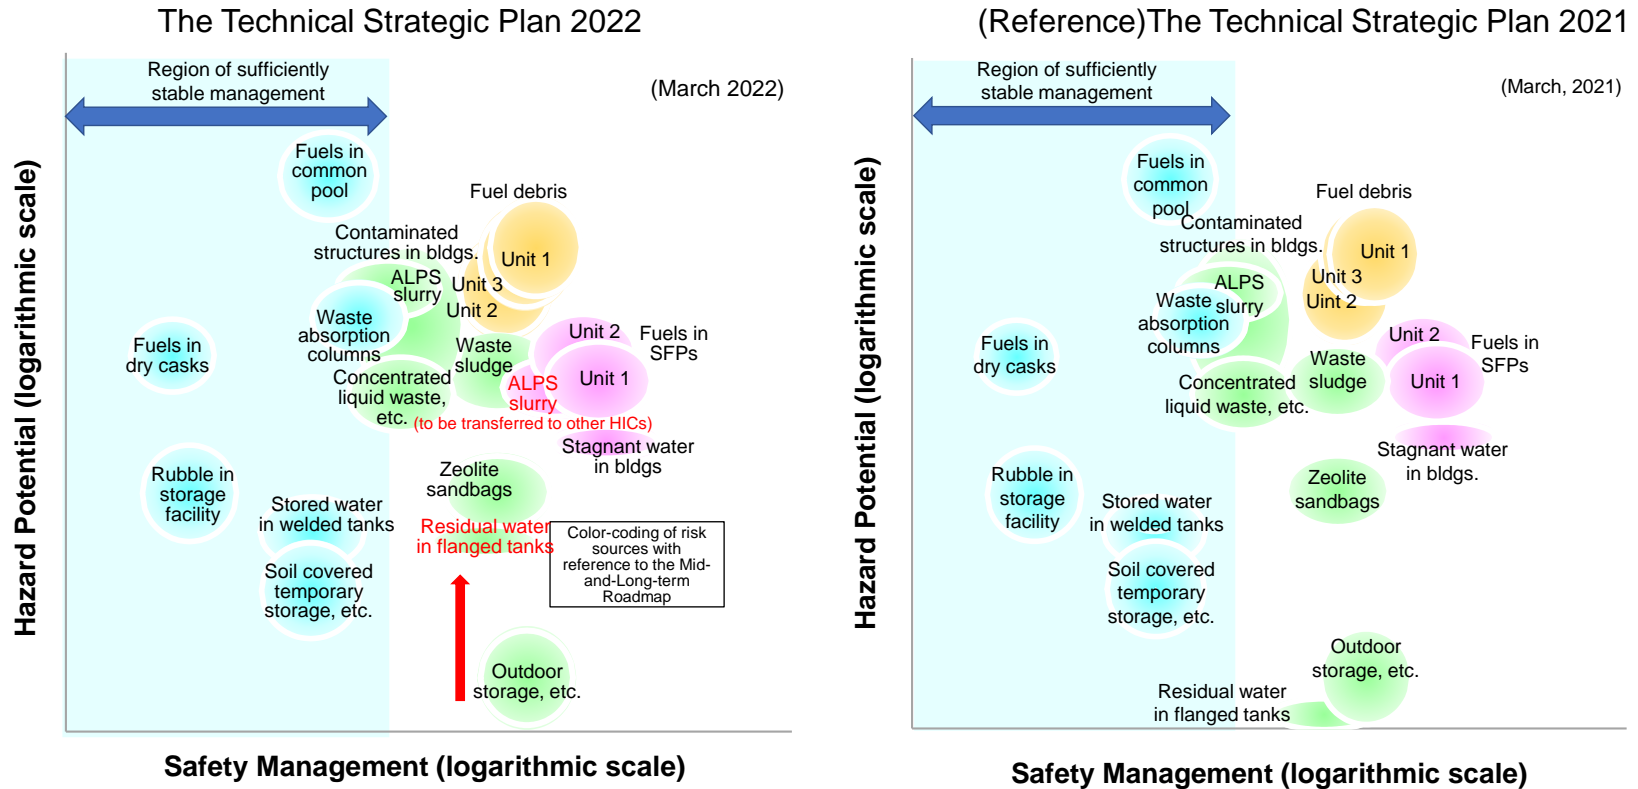 The Technical Strategic Plan 2022
Region of sufficiently
stable management
(March 2022)
Hazard Potential (logarithmic scale)
Fuels in
common
pool
Fuel debris
Contaminated
structures in bldgs.
Unit 1
ALPS
slurry
Unit 3
Unit 2
Waste
absorption
columns
Fuels in
dry casks
Waste
sludge
Unit 2
Fuels in
SFPs
Unit 1
ALPS
slurry
(to be transferred to other HICs)
Concentrated
liquid waste,
etc.
Stagnant water
in bldgs
Rubble in
storage
facility
Zeolite
sandbags
Stored water
in welded tanks
Residual water
in flanged tanks
Color-coding of risk
sources with
reference to the Mid-
and-Long-term
Roadmap
Soil covered
temporary
storage, etc.
Outdoor
storage, etc.
Safety Management (logarithmic scale)
(Reference)The Technical Strategic Plan 2021
Region of sufficiently
stable management
(March, 2021)
Hazard Potential (logarithmic scale)
Fuels in
common
pool
Fuel debris
Contaminated
structures in bldgs.
Unit 1
Unit 3
Uint 2
ALPS
slurry
Waste
absorption
columns
Fuels in
dry casks
Waste
sludge
Unit 2
Fuels in
SFPs
Unit 1
Concentrated
liquid waste, etc.
Stagnant water
in bldgs.
Rubble in
storage
facility
Zeolite
sandbags
Stored water
in welded tanks
Soil covered
temporary
storage, etc.
Outdoor
storage, etc.
Residual water
in flanged tanks
Safety Management (logarithmic scale)